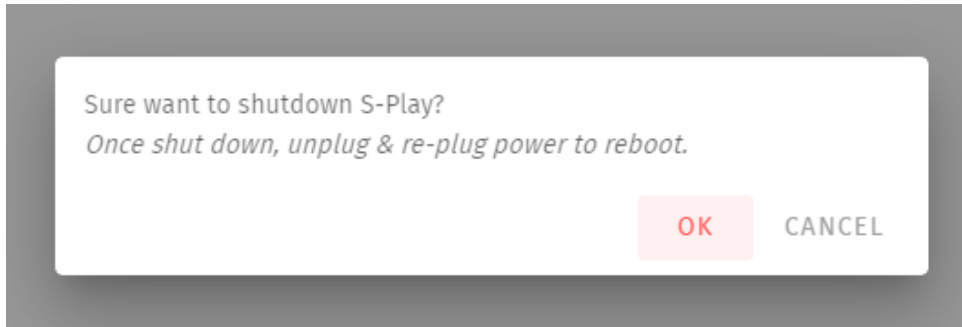 Sure want to shutdown S-Play?
Once shut down, unplug & re-plug power to reboot.
OK CANCEL